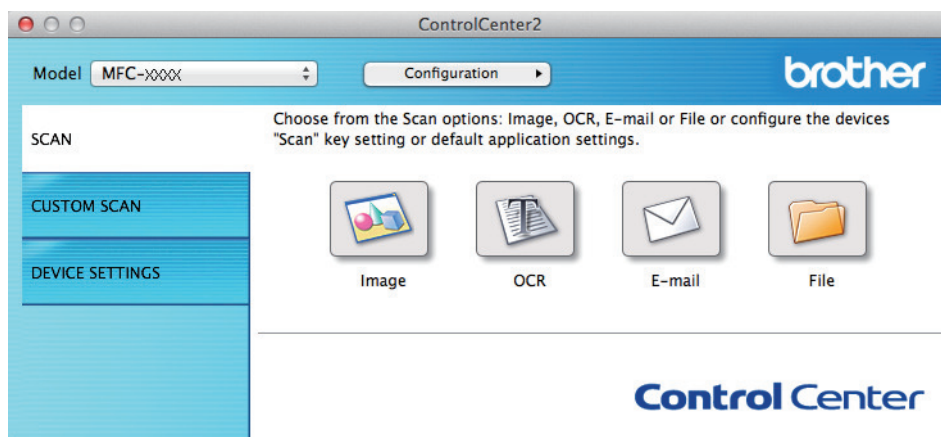 ControlCenter2
Model MFC-XXXX Configuration brother
SCAN
CUSTOM SCAN
DEVICE SETTINGS
Choose from the Scan options: Image, OCR, E-mail or File or configure the devices
"Scan" key setting or default application settings.
T
Image OCR E-mail File
Control Center